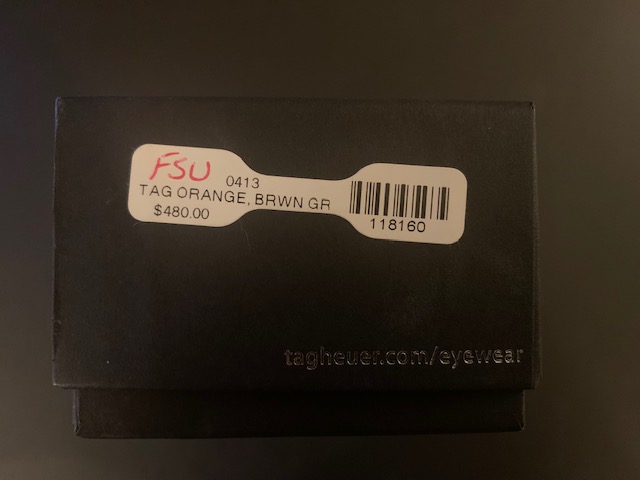 FSU 0413
TAG ORANGE, BRWN GR
$480.00
118160
tagheuer.com/eyewear